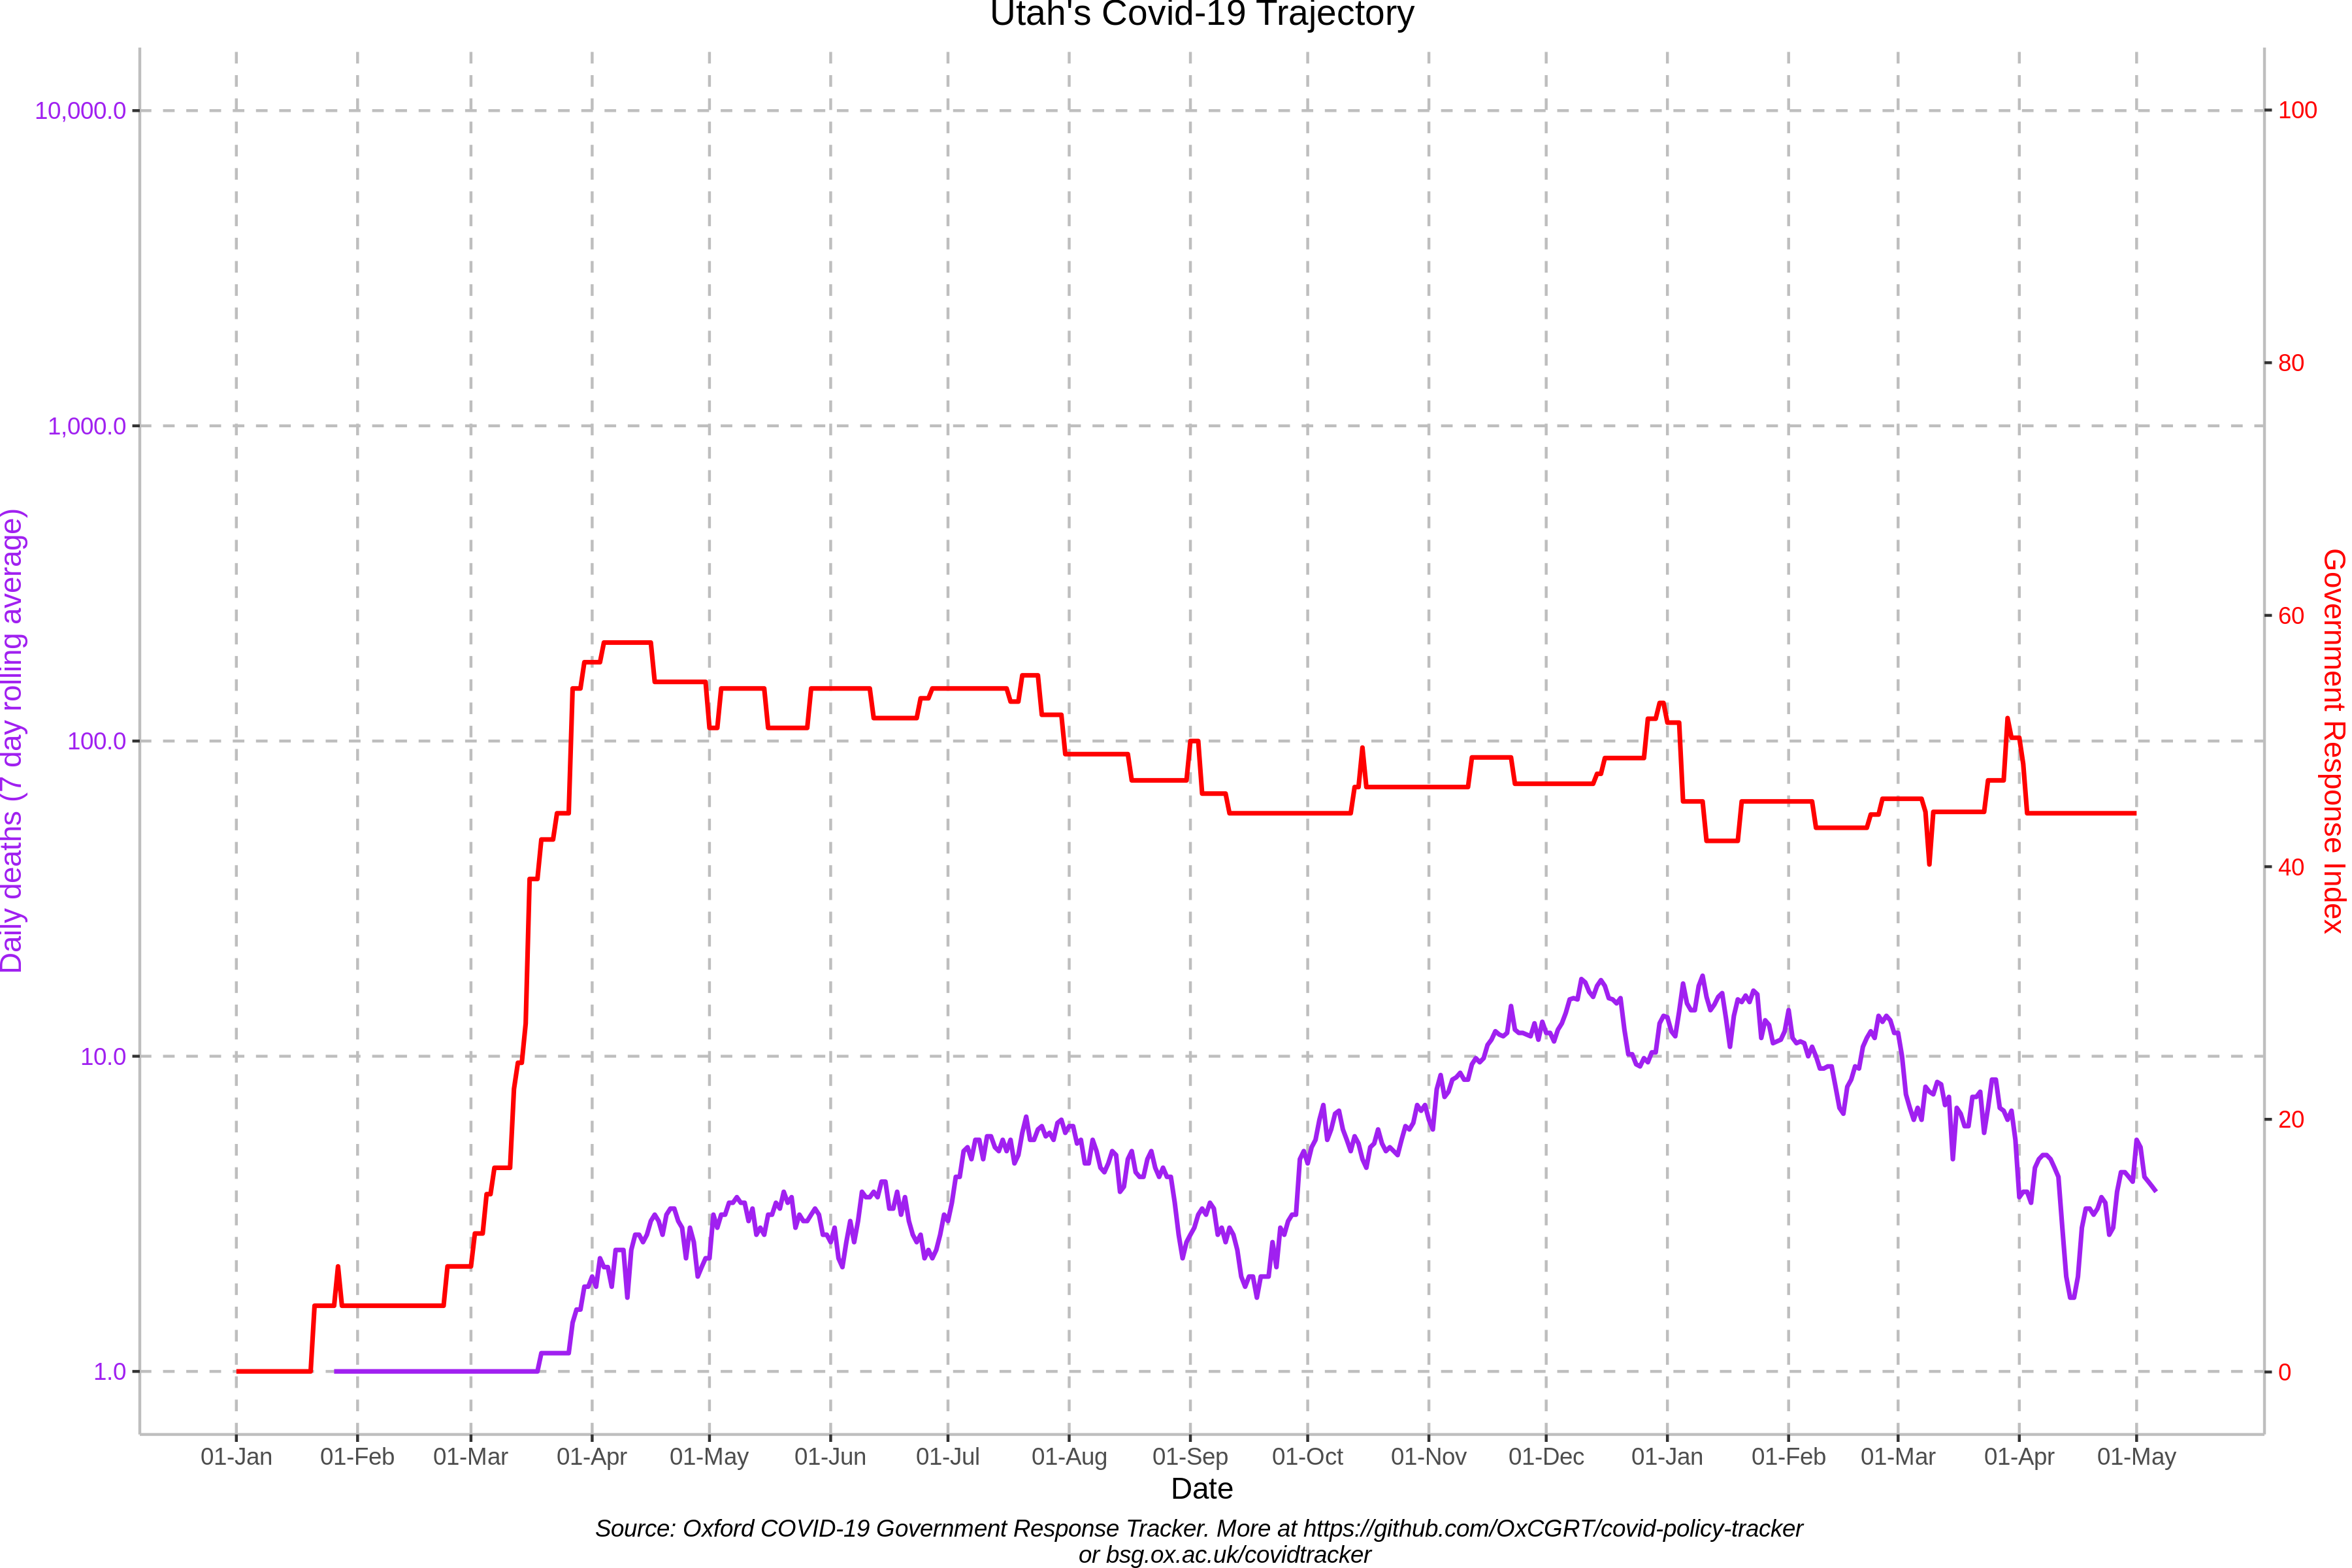 Utah's Covid-19 Trajectory
Daily deaths (7 day rolling average)
10,000.0
1,000.0
100.0
10.0
1.0
100
80
60
40
20
0
Government Response Index
01-Jan 01-Feb 01-Mar 01-Apr 01-May 01-Jun 01-Jul 01-Aug 01-Sep 01-Oct 01-Nov 01-Dec 01-Jan 01-Feb 01-Mar 01-Apr 01-May
Date
Source: Oxford COVID-19 Government Response Tracker. More at https://github.com/OxCGRT/covid-policy-tracker
or bsg.ox.ac.uk/covidtracker